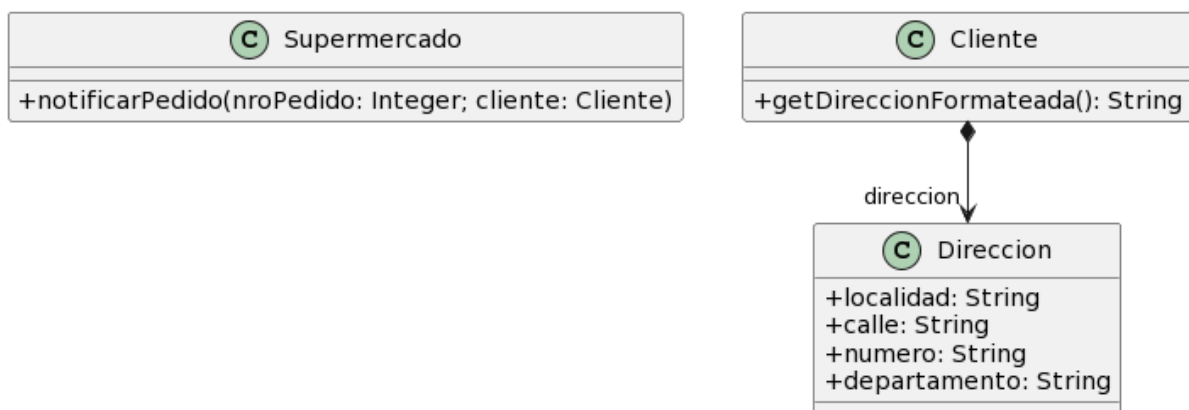 C Supermercado
+notificarPedido(nroPedido: Integer; cliente: Cliente)
C Cliente
+getDireccionFormateada(): String
direccion
C Direccion
+localidad: String
+calle: String
+numero: String
+departamento: String